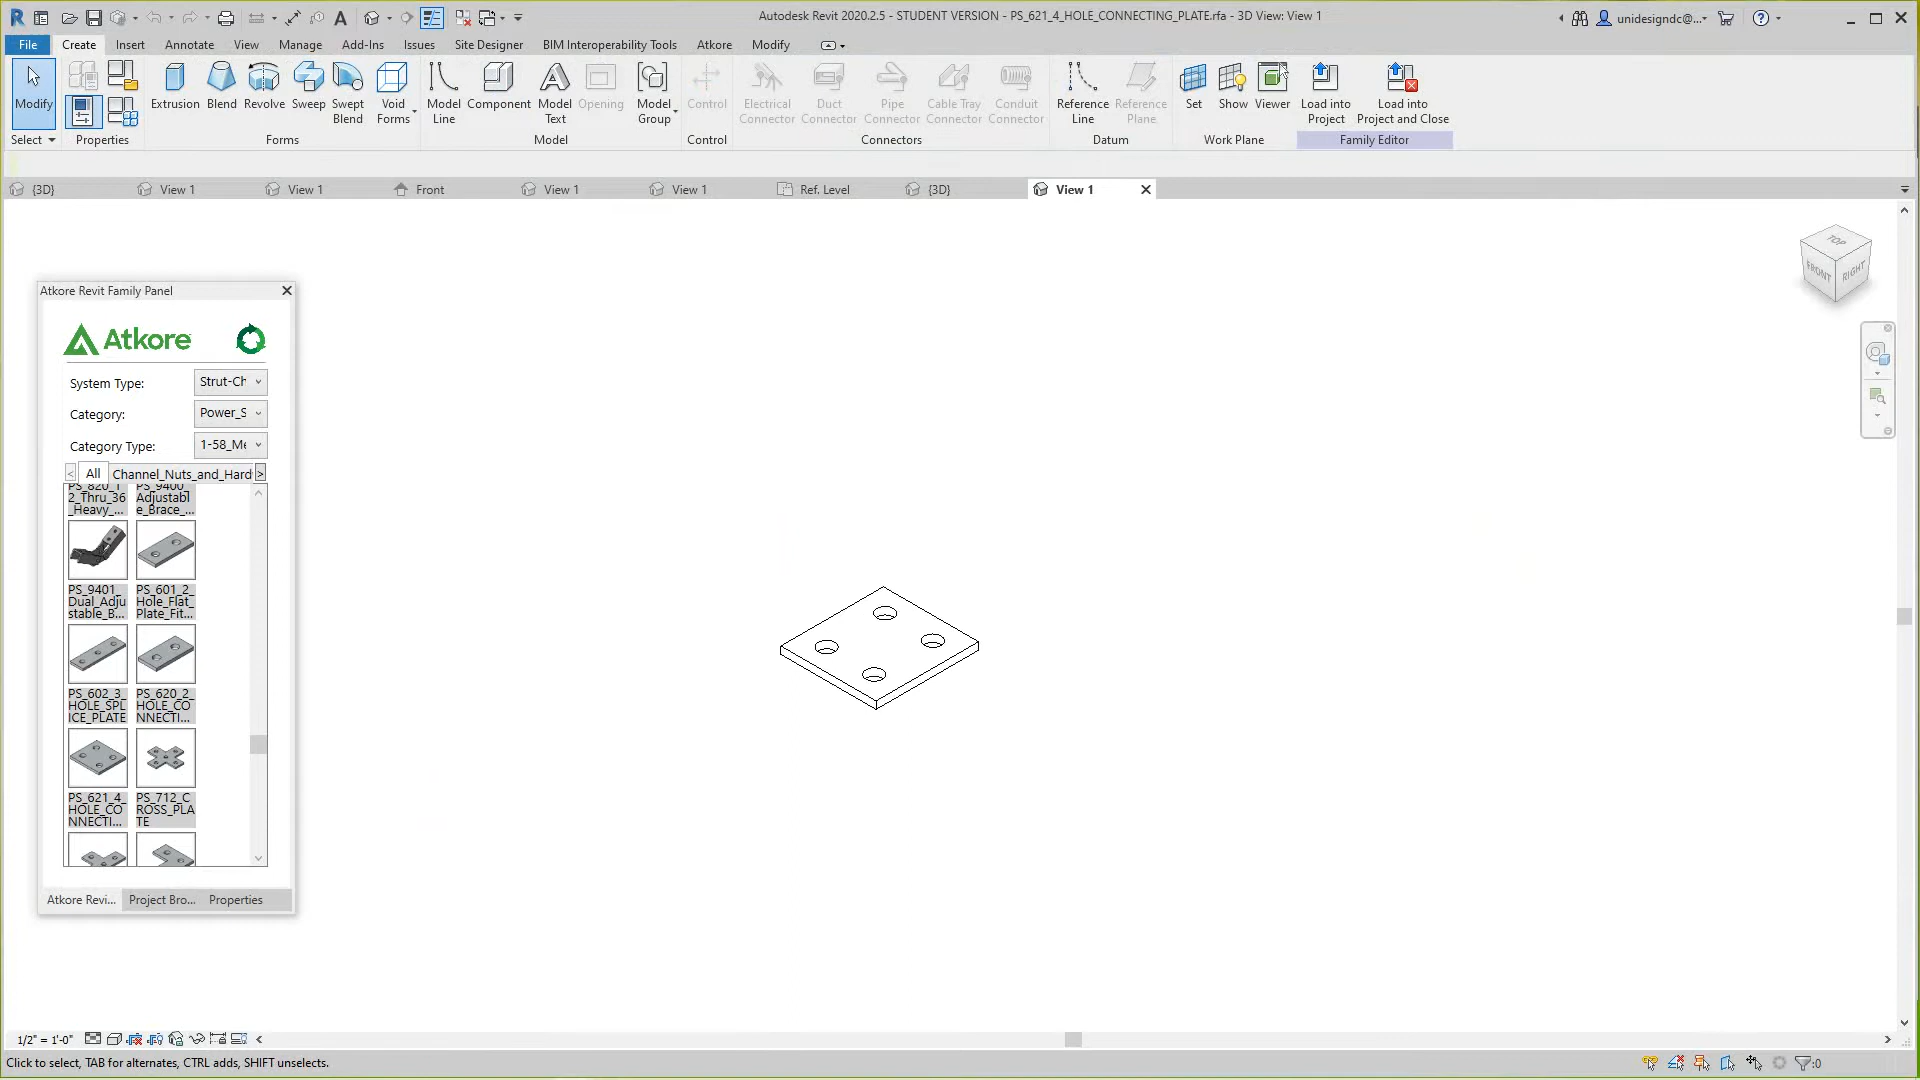 Autodesk Revit 2020.2.5 - STUDENT VERSION - PS_621_4_HOLE_CONNECTING_PLATE.rfa - 3D View: View 1
unidesigndc@...
File Create Insert Annotate View Manage Add-Ins Issues Site Designer BIM Interoperability Tools Atkore Modify
Modify Extrusion Blend Revolve Sweep Swept Blend Void Forms Model Line Component Model Text Opening Model Group Control Electrical Connector Duct Connector Pipe Connector Cable Tray Connector Conduit Connector Reference Line Reference Plane Set Show Viewer Load into Project Load into Project and Close
Select Properties Forms Model Control Connectors Datum Work Plane Family Editor
{3D} View 1 View 1 Front View 1 View 1 Ref. Level {3D} View 1
TOP
FRONT RIGHT
Atkore Revit Family Panel
Atkore
System Type: Strut-Ch
Category: Power_S
Category Type: 1-58_Me
< All Channel_Nuts_and_Hard >
PS_820_1 PS_9400_
2_Thru_36 Adjustabl
_Heavy_... e_Brace_...
PS_9401_ PS_601_2_
Dual_Adju Hole_Flat_
stable_B... Plate_Fit...
PS_602_3_ PS_620_2_
HOLE_SPL HOLE_CO
ICE_PLATE NNECTI...
PS_621_4_ PS_712_C
HOLE_CO ROSS_PLA
NNECTI... TE
Atkore Revi... Project Bro... Properties
1/2" = 1'-0"
Click to select, TAB for alternates, CTRL adds, SHIFT unselects.
:0